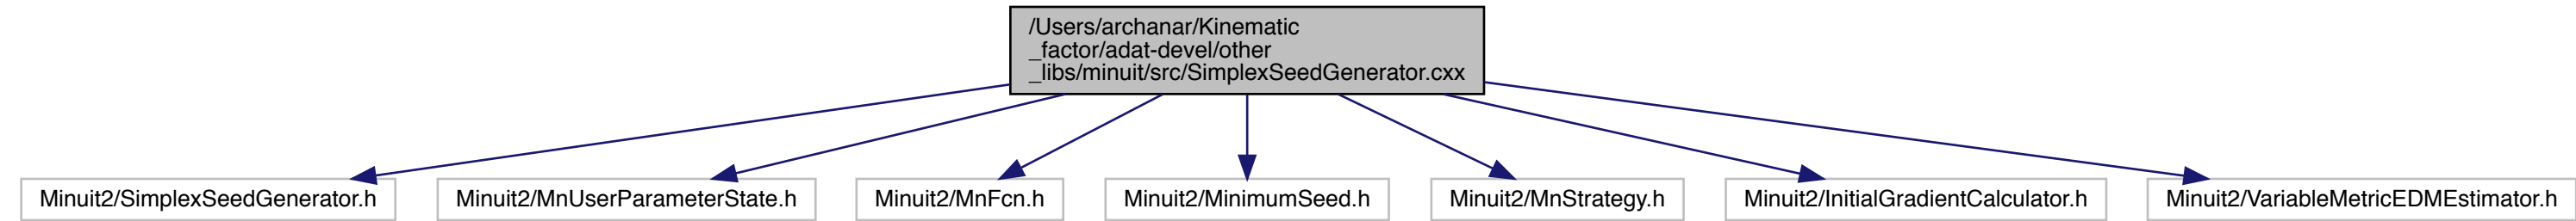 /Users/archanar/Kinematic
_factor/adat-devel/other
_libs/minuit/src/SimplexSeedGenerator.cxx
Minuit2/SimplexSeedGenerator.h
Minuit2/MnUserParameterState.h
Minuit2/MnFcn.h
Minuit2/MinimumSeed.h
Minuit2/MnStrategy.h
Minuit2/InitialGradientCalculator.h
Minuit2/VariableMetricEDMEstimator.h